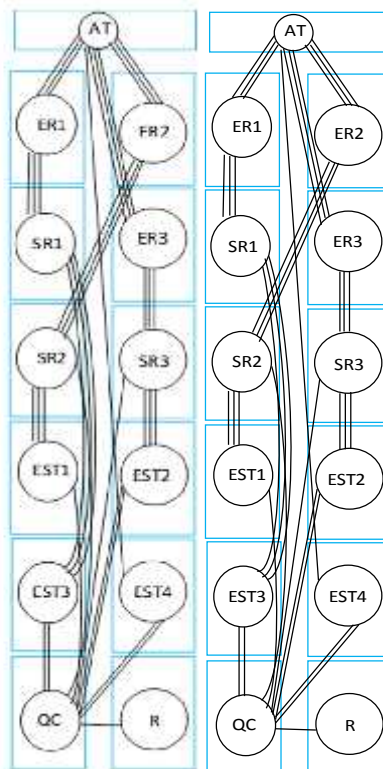 AT
AT
ER1
ER2
ER1
ER2
SR1
ER3
SR1
ER3
SR2
SR3
SR2
SR3
EST1
EST2
EST1
EST2
EST3
EST4
EST3
EST4
QC
R
QC
R